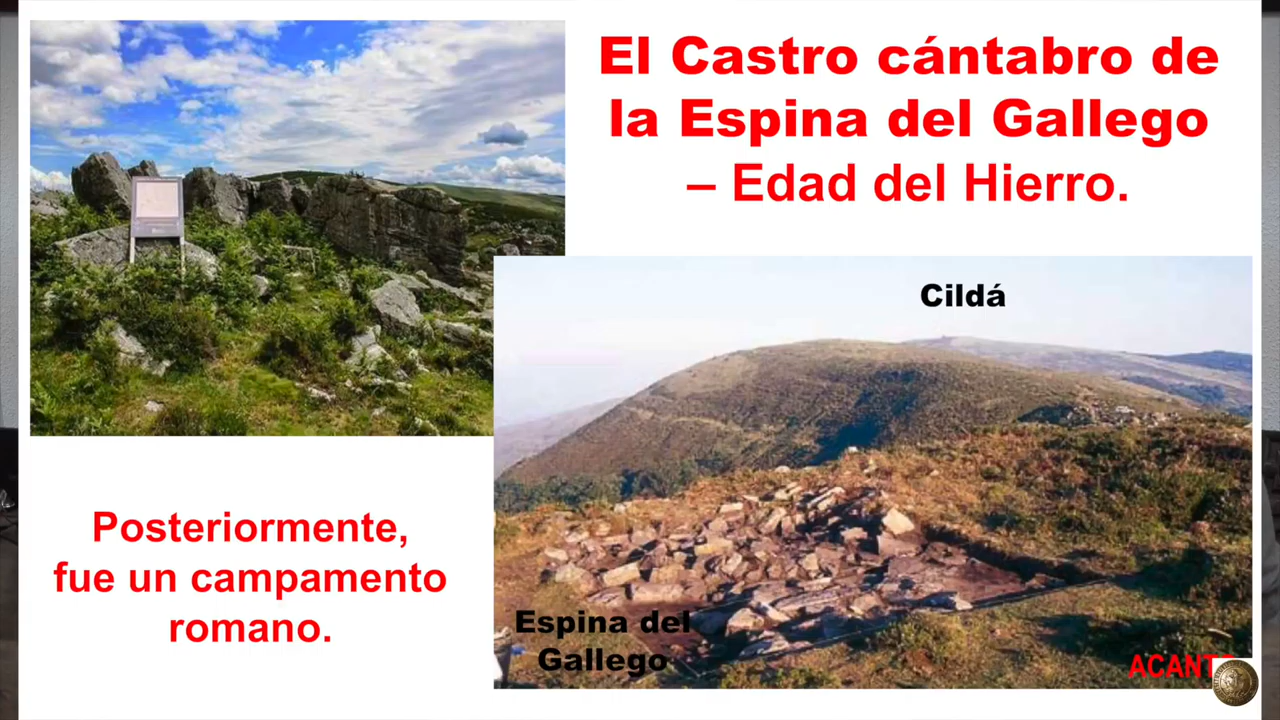 El Castro cántabro de
la Espina del Gallego
– Edad del Hierro.
Cildá
Posteriormente,
fue un campamento
romano.
Espina del
Gallego